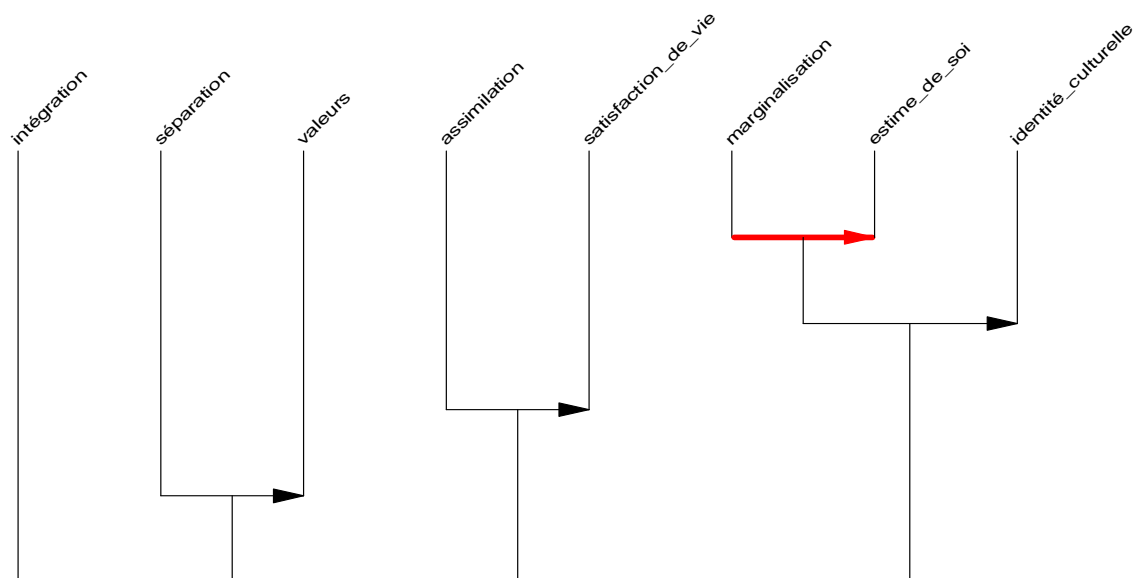 intégration
séparation
valeurs
assimilation
satisfaction_de_vie
marginalisation
estime_de_soi
identité_culturelle